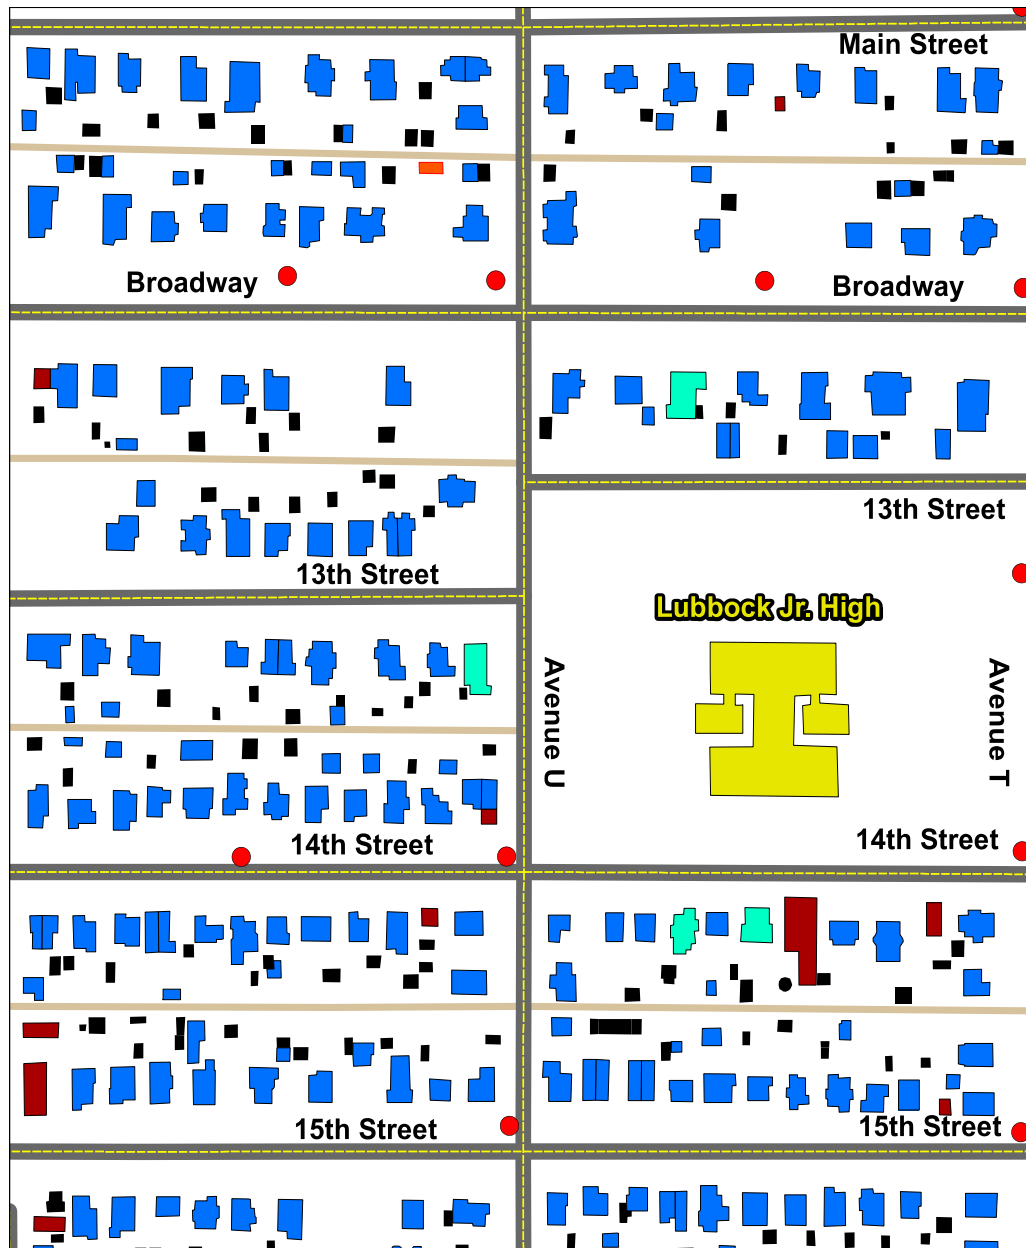 Main Street
Broadway
Broadway
13th Street
13th Street
Lubbock Jr. High
Avenue U
Avenue T
14th Street
14th Street
15th Street
15th Street